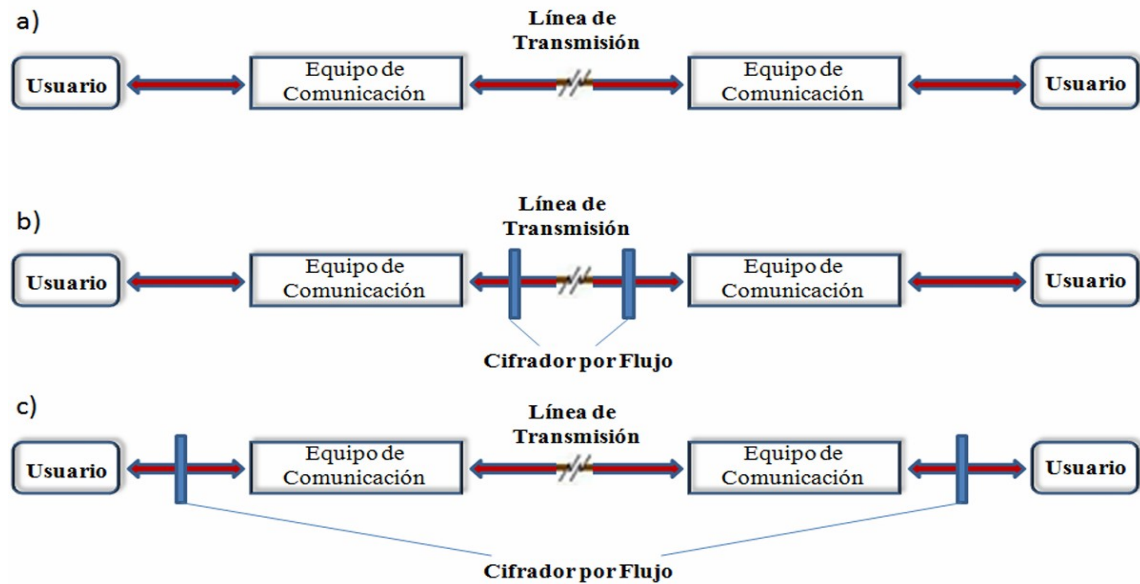 a)
Línea de
Transmisión
Usuario
Equipo de
Comunicación
Equipo de
Comunicación
Usuario
b)
Línea de
Transmisión
Usuario
Equipo de
Comunicación
Equipo de
Comunicación
Usuario
Cifrador por Flujo
c)
Línea de
Transmisión
Usuario
Equipo de
Comunicación
Equipo de
Comunicación
Usuario
Cifrador por Flujo